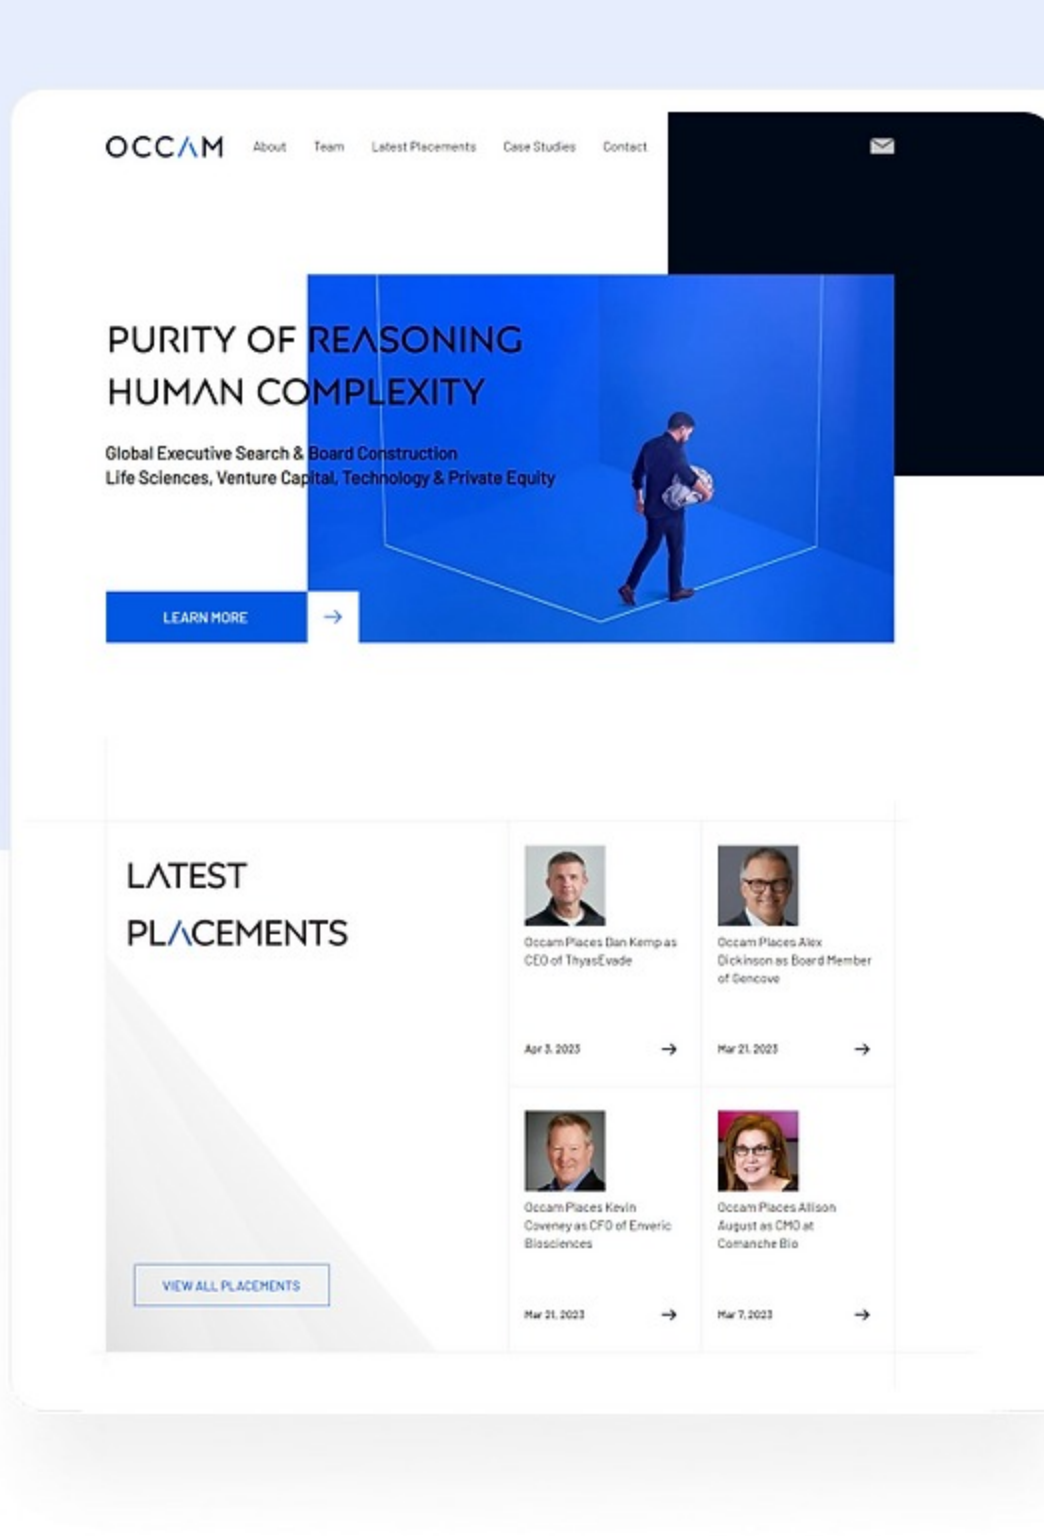 OCCAM
About Team Latest Placements Case Studies Contact
PURITY OF REASONING
HUMAN COMPLEXITY
Global Executive Search & Board Construction
Life Sciences, Venture Capital, Technology & Private Equity
LEARN MORE
LATEST
PLACEMENTS
VIEW ALL PLACEMENTS
Occam Places Dan Kemp as
CEO of ThyasEvade
Apr 3, 2023
Occam Places Alex
Dickinson as Board Member
of Gencove
Mar 21, 2023
Occam Places Kevin
Coveney as CFO of Enveric
Biosciences
Mar 21, 2023
Occam Places Allison
August as CMO at
Comanche Bio
Mar 7, 2023